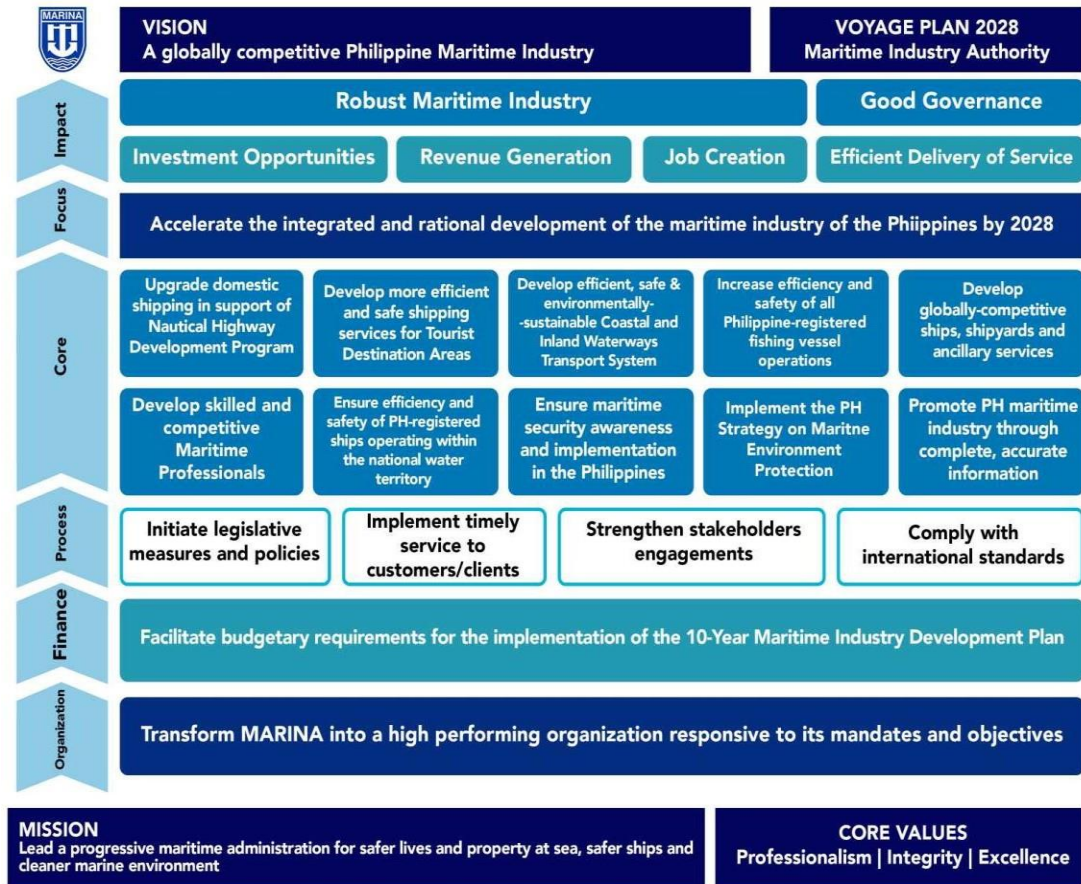 MARINA
VISION
A globally competitive Philippine Maritime Industry
VOYAGE PLAN 2028
Maritime Industry Authority
Impact
Robust Maritime Industry
Good Governance
Investment Opportunities
Revenue Generation
Job Creation
Efficient Delivery of Service
Focus
Accelerate the integrated and rational development of the maritime industry of the Phiippines by 2028
Core
Upgrade domestic
shipping in support of
Nautical Highway
Development Program
Develop more efficient
and safe shipping
services for Tourist
Destination Areas
Develop efficient, safe &
environmentally-
-sustainable Coastal and
Inland Waterways
Transport System
Increase efficiency and
safety of all
Philippine-registered
fishing vessel
operations
Develop
globally-competitive
ships, shipyards and
ancillary services
Develop skilled and
competitive
Maritime
Professionals
Ensure efficiency and
safety of PH-registered
ships operating within
the national water
territory
Ensure maritime
security awareness
and implementation
in the Philippines
Implement the PH
Strategy on Maritne
Environment
Protection
Promote PH maritime
industry through
complete, accurate
information
Process
Initiate legislative
measures and policies
Implement timely
service to
customers/clients
Strengthen stakeholders
engagements
Comply with
international standards
Finance
Facilitate budgetary requirements for the implementation of the 10-Year Maritime Industry Development Plan
Organization
Transform MARINA into a high performing organization responsive to its mandates and objectives
MISSION
Lead a progressive maritime administration for safer lives and property at sea, safer ships and
cleaner marine environment
CORE VALUES
Professionalism | Integrity | Excellence